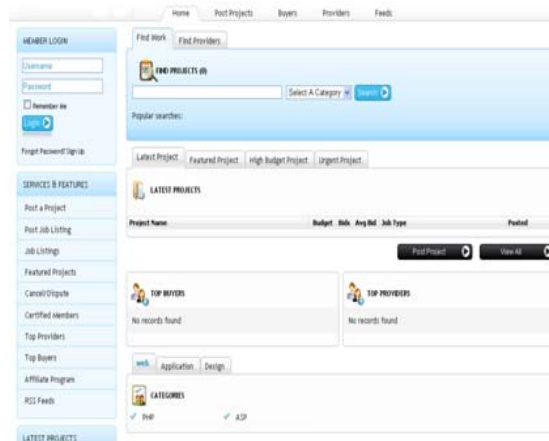 Home Post Projects Buyers Providers Feeds
MEMBER LOGIN
Username
Password
Remember Me
Login
Forgot Password? Sign Up
SERVICES & FEATURES
Post a Project
Post Job Listing
Job Listings
Featured Projects
Cancel/Dispute
Certified Members
Top Providers
Top Buyers
Affiliate Program
RSS Feeds
LATEST PROJECTS
Find Work Find Providers
FIND PROJECTS (0)
Select A Category Search
Popular searches:
Latest Project Featured Project High Budget Project Urgent Project
LATEST PROJECTS
Project Name Budget Bids Avg Bid Job Type Posted
Post Project View All
TOP BUYERS
No records found
TOP PROVIDERS
No records found
web Application Design
CATEGORIES
PHP ASP